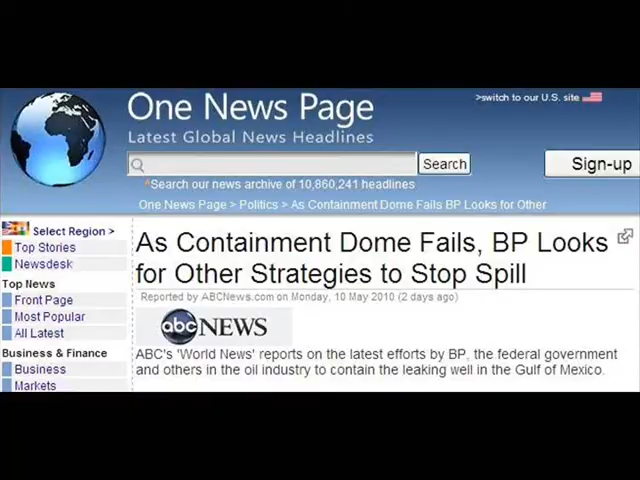 One News Page
Latest Global News Headlines
>switch to our U.S. site
Search
Sign-up
*Search our news archive of 10,860,241 headlines
One News Page > Politics > As Containment Dome Fails BP Looks for Other
Select Region >
Top Stories
Newsdesk
Top News
Front Page
Most Popular
All Latest
Business & Finance
Business
Markets
As Containment Dome Fails, BP Looks
for Other Strategies to Stop Spill
Reported by ABCNews.com on Monday, 10 May 2010 (2 days ago)
abc NEWS
ABC's 'World News' reports on the latest efforts by BP, the federal government
and others in the oil industry to contain the leaking well in the Gulf of Mexico.